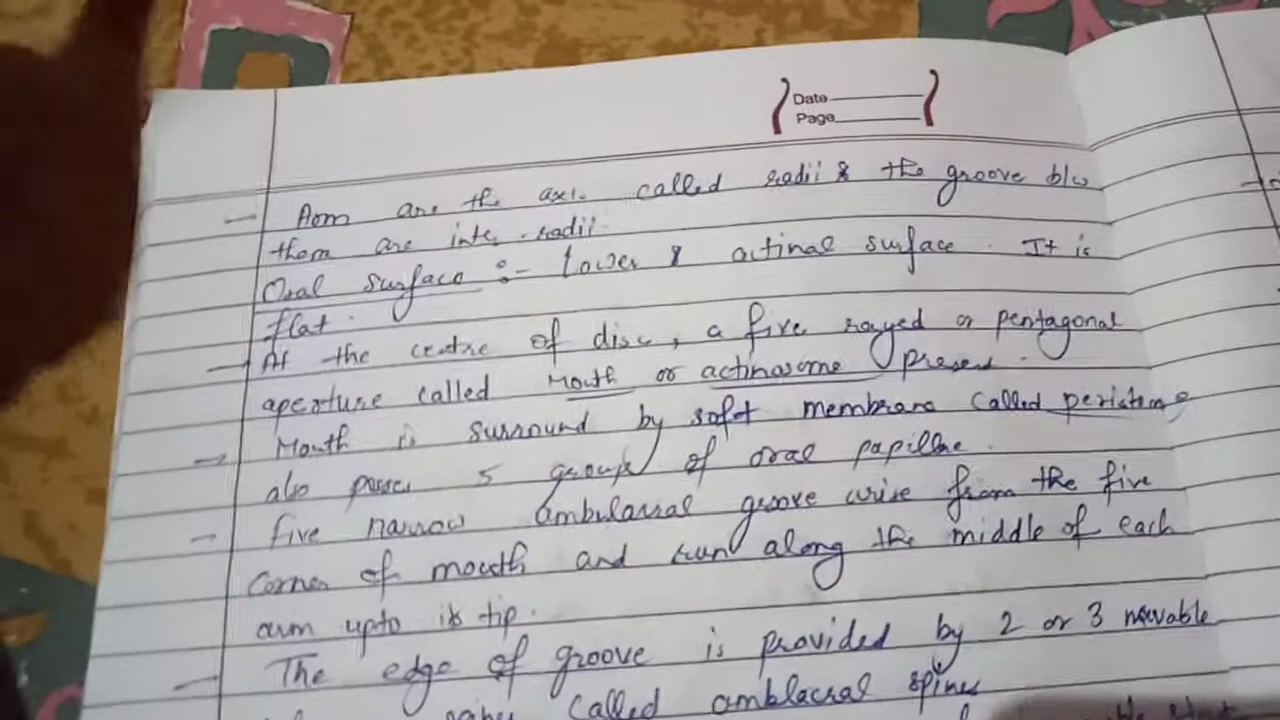 Date
Page
Arm are the axis called radii & the groove b/w
them are inter-radii.
Oral Surface :- Lower & actinal surface. It is
flat.
At the centre of disc, a five rayed or pentagonal
aperture called Mouth or actinosome present.
Mouth is surround by soft membrane called peristome
also posses 5 groups of oral papillae.
five narrow ambulacral groove wrise from the five
corner of mouth and run along the middle of each
arm upto its tip.
The edge of groove is provided by 2 or 3 movable
called amblacral spines